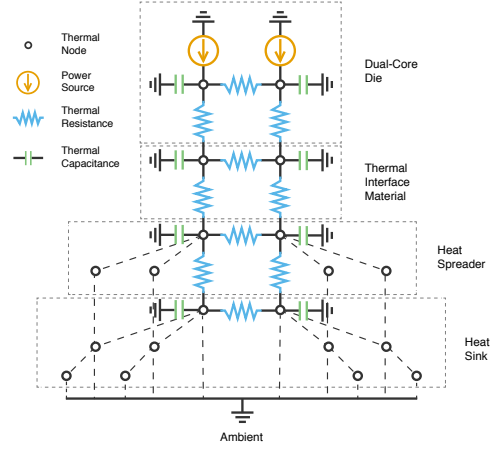 Thermal
Node
Power
Source
Thermal
Resistance
Thermal
Capacitance
Dual-Core
Die
Thermal
Interface
Material
Heat
Spreader
Heat
Sink
Ambient